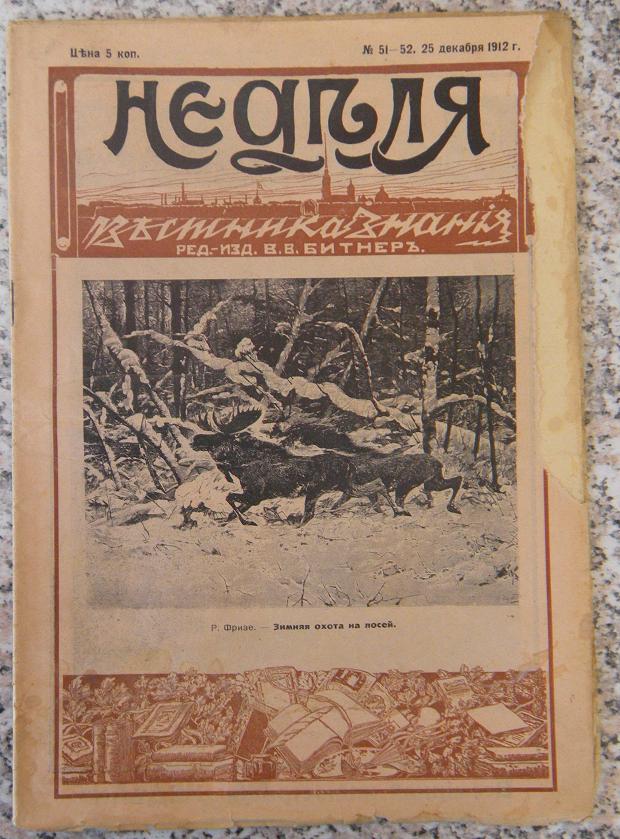 Цѣна 5 коп.
№ 51—52. 25 декабря 1912 г.
Недѣля
Вѣстника Знанія
РЕД.-ИЗД. В. В. БИТНЕРЪ.
Р. Фризе. — Зимняя охота на лосей.